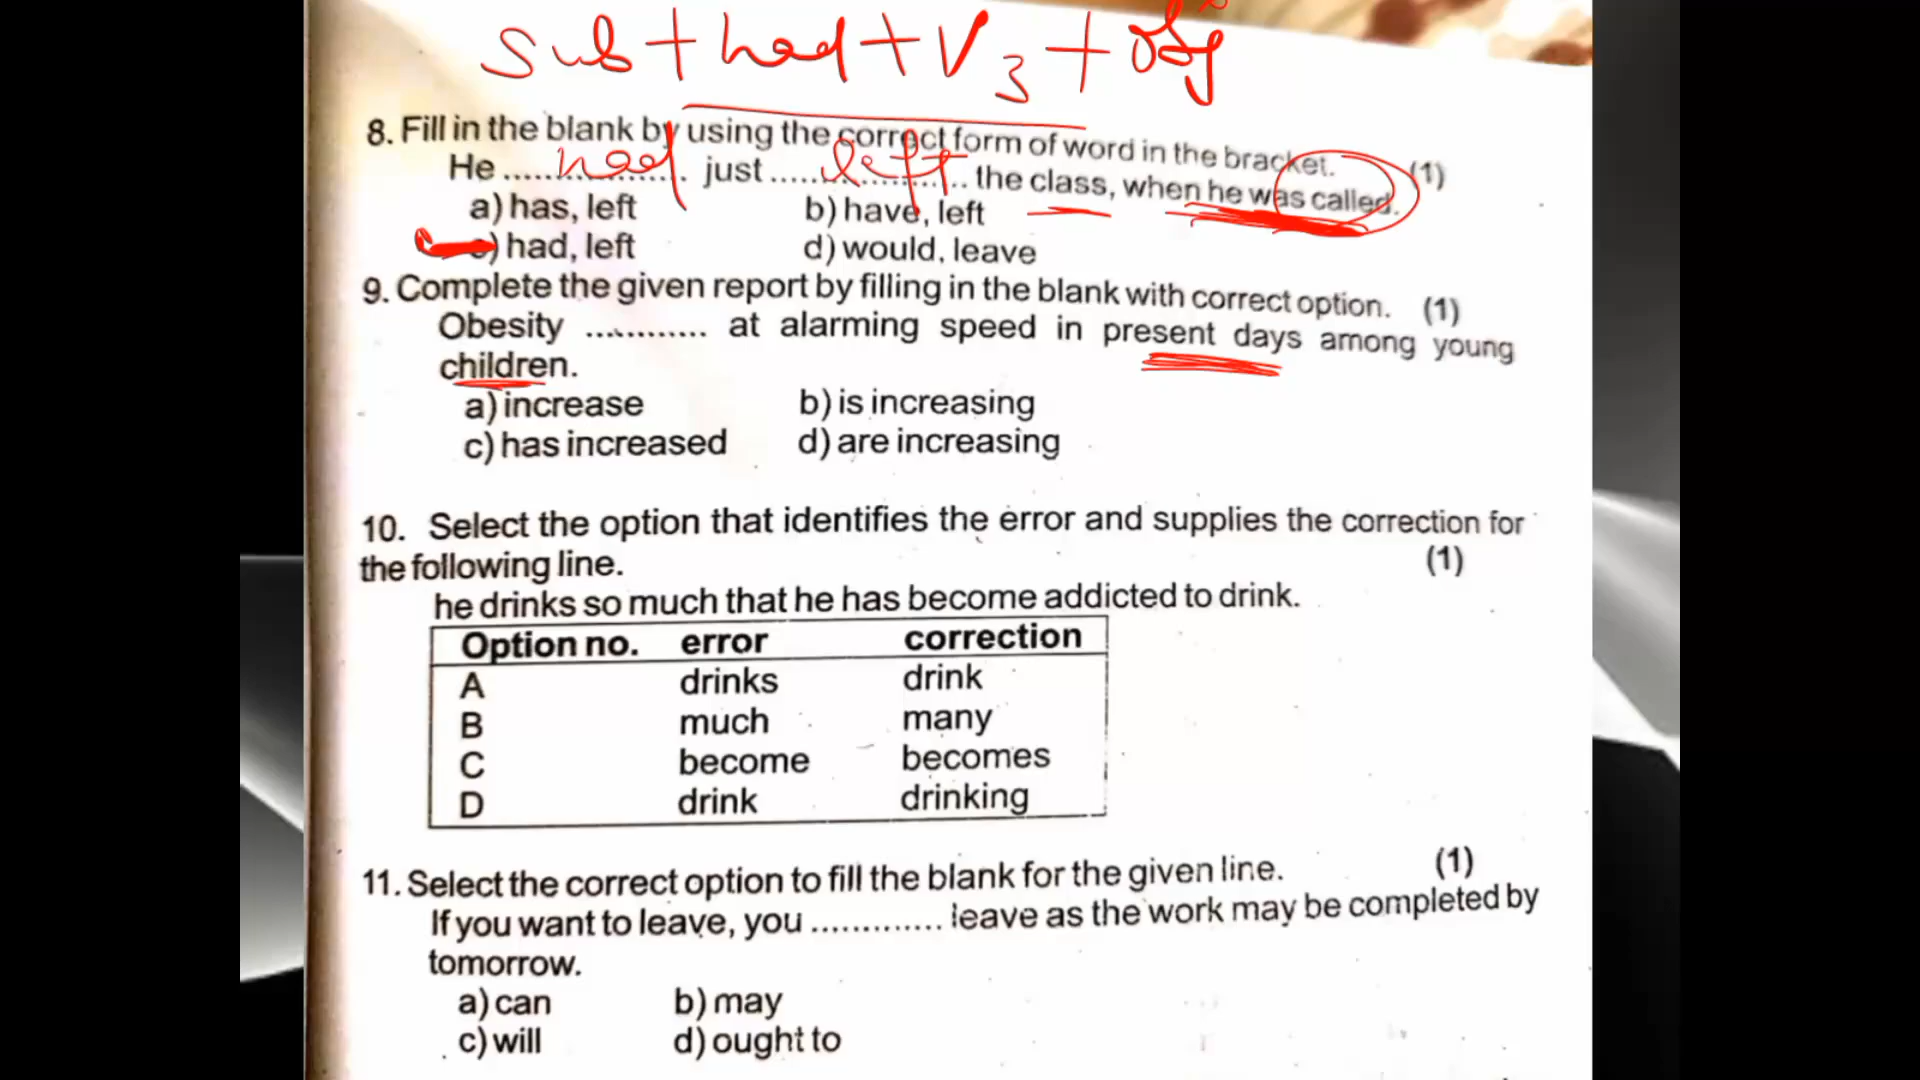 sub + had + V3 + obj
8. Fill in the blank by using the correct form of word in the bracket. (1)
He .....had..... just .....left..... the class, when he was called.
a) has, left b) have, left
c) had, left d) would, leave
9. Complete the given report by filling in the blank with correct option. (1)
Obesity ............ at alarming speed in present days among young
children.
a) increase b) is increasing
c) has increased d) are increasing
10. Select the option that identifies the error and supplies the correction for
the following line. (1)
he drinks so much that he has become addicted to drink.
Option no. error correction
A drinks drink
B much many
C become becomes
D drink drinking
11. Select the correct option to fill the blank for the given line. (1)
If you want to leave, you ............. leave as the work may be completed by
tomorrow.
a) can b) may
c) will d) ought to